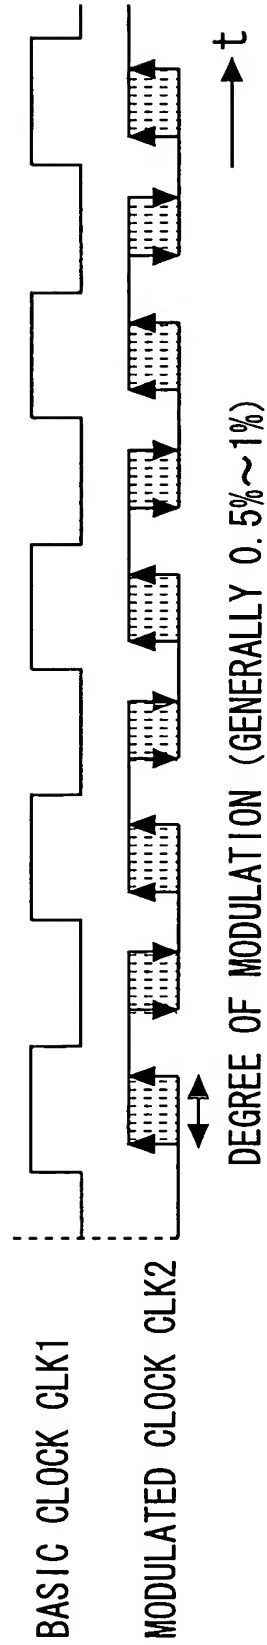 BASIC CLOCK CLK1
MODULATED CLOCK CLK2
DEGREE OF MODULATION (GENERALLY 0.5%~1%)
t